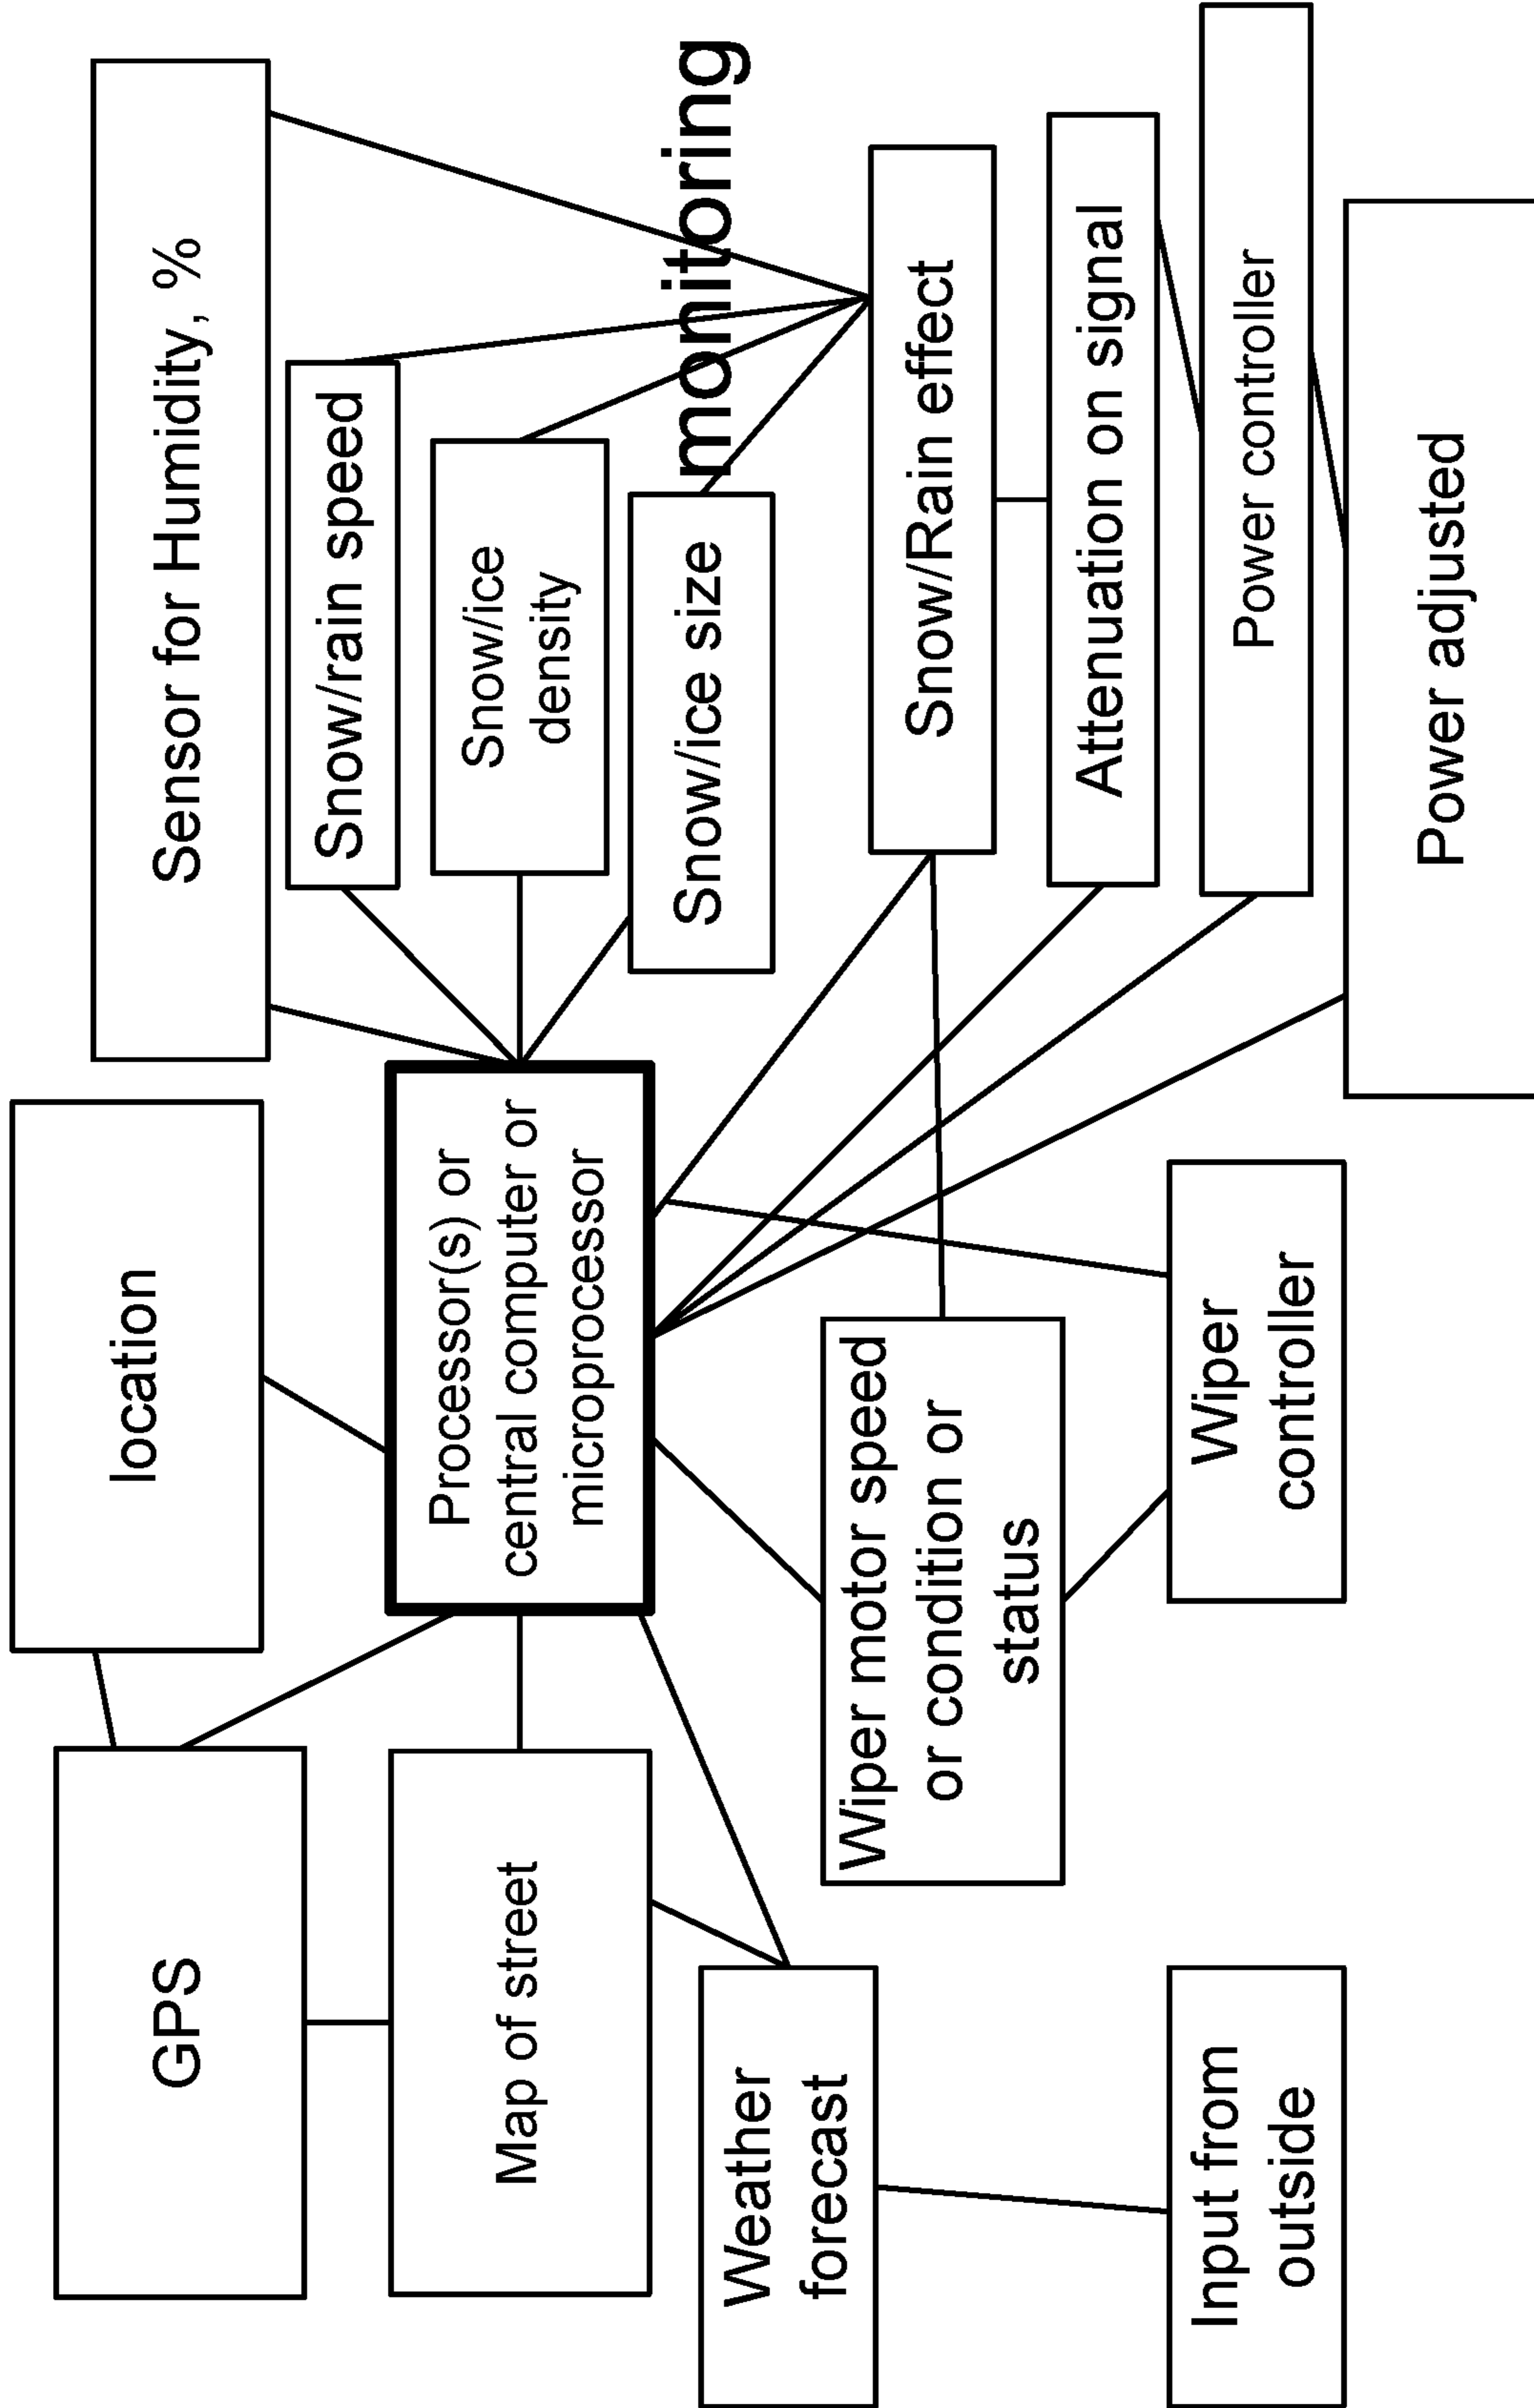 GPS
location
Sensor for Humidity, %
Snow/rain speed
Map of street
Processor(s) or
central computer or
microprocessor
Snow/ice
density
Snow/ice size
monitoring
Weather
forecast
Wiper motor speed
or condition or
status
Snow/Rain effect
Attenuation on signal
Input from
outside
Wiper
controller
Power controller
Power adjusted